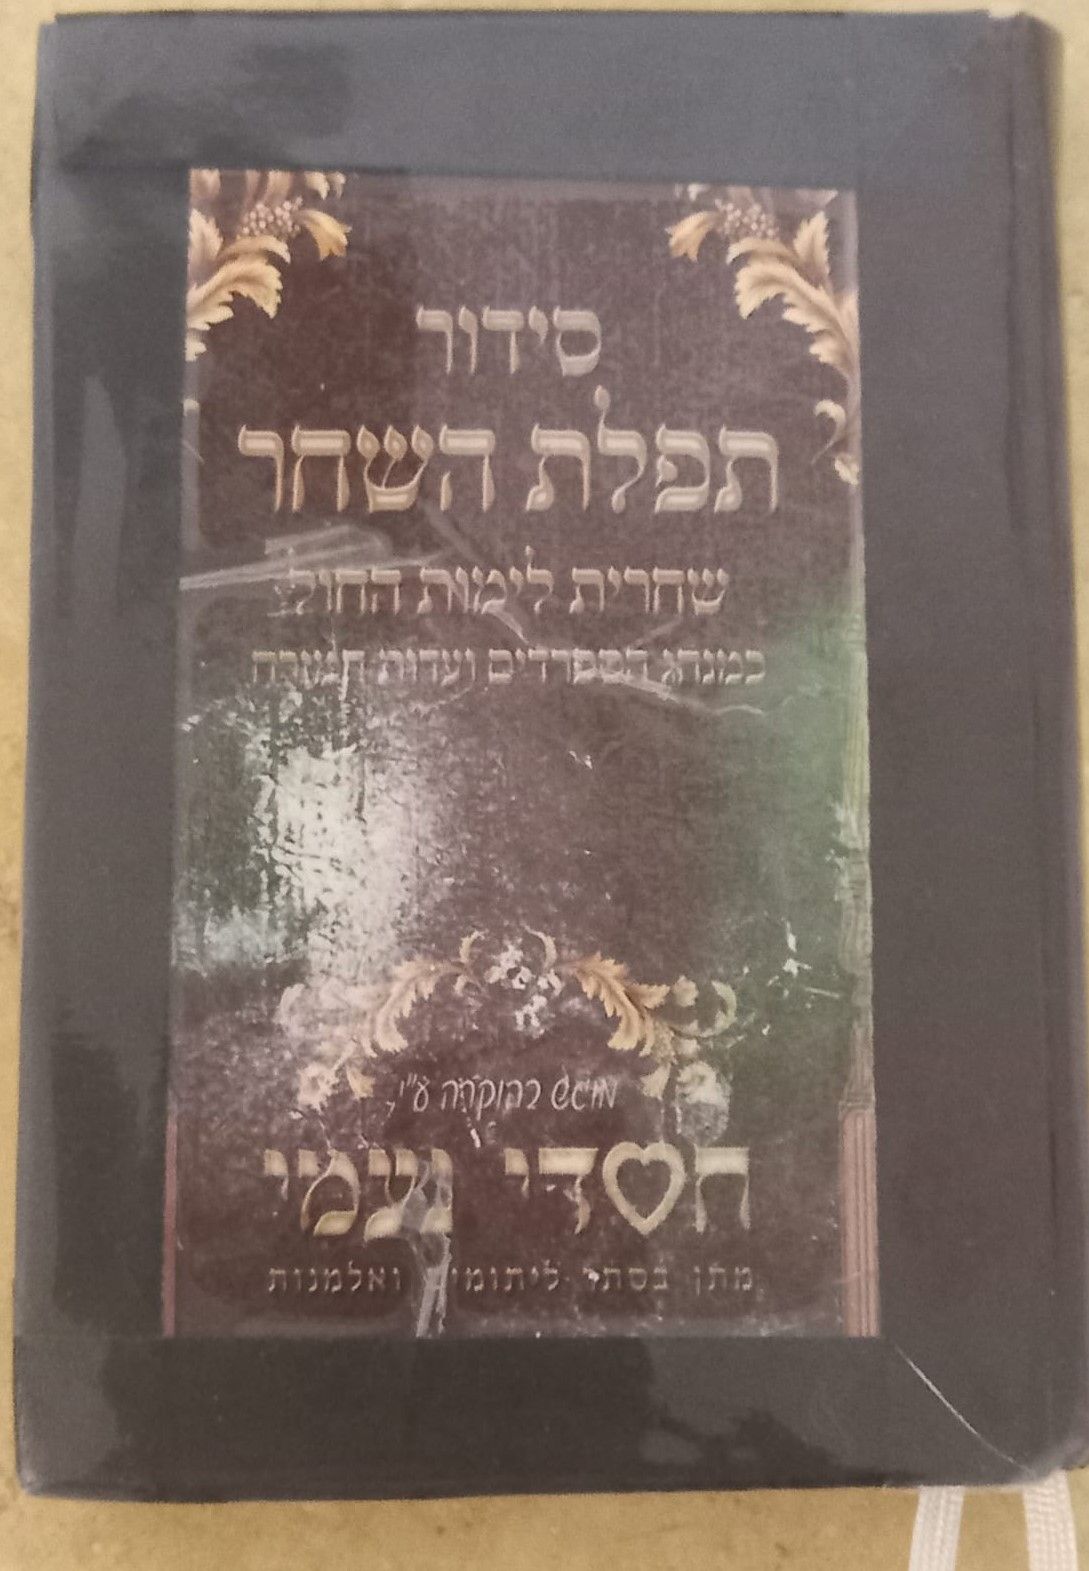 סידור
תפלת השחר
שחרית לימות החול
כמנהג הספרדים ועדות המזרח
מוגש בהוקרה ע"י
חסדי נעמי
מתן בסתר ליתומים ואלמנות